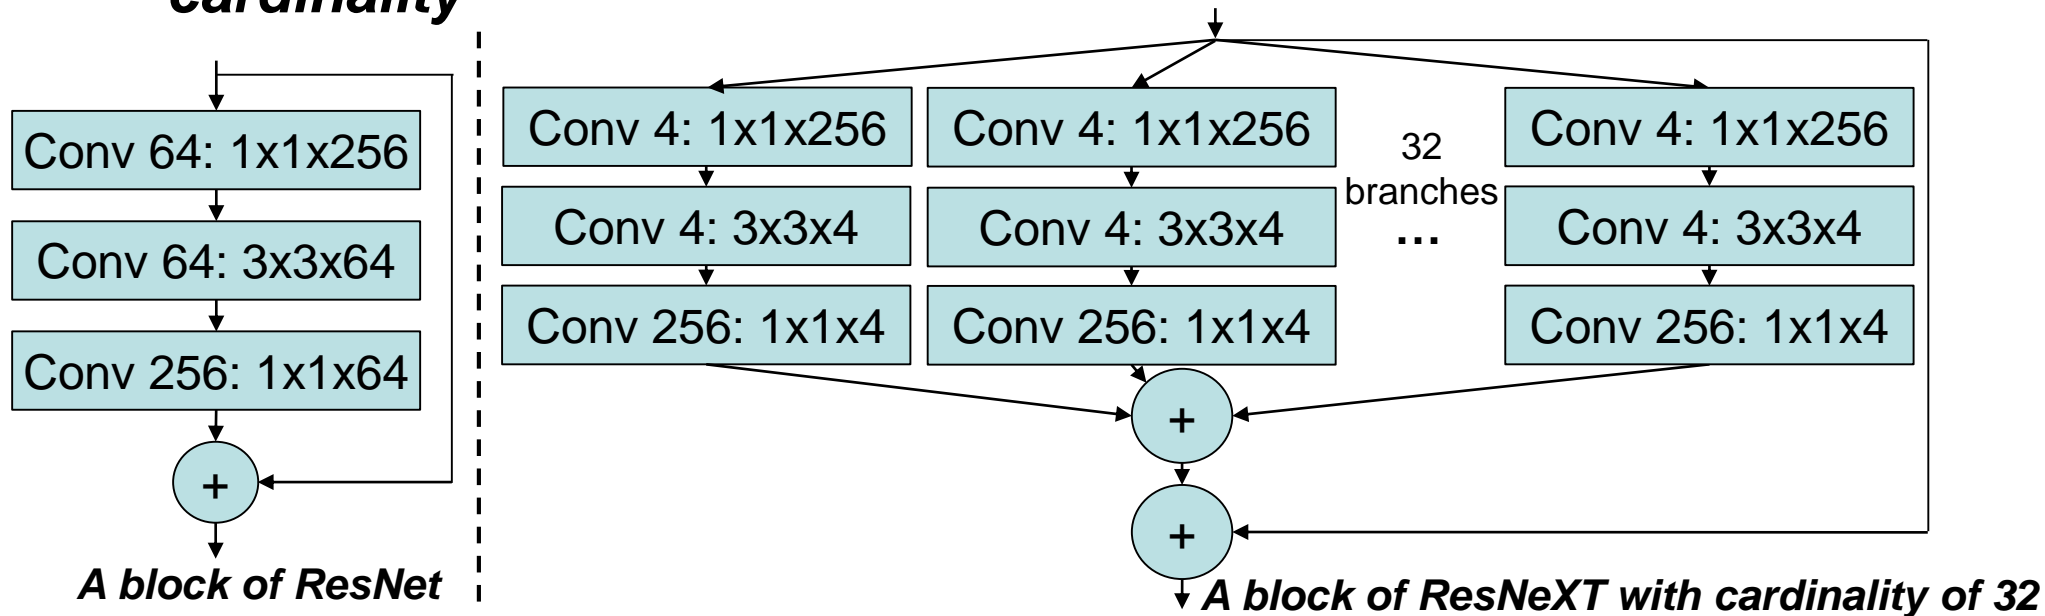 cardinality
Conv 64: 1x1x256
Conv 64: 3x3x64
Conv 256: 1x1x64
+
A block of ResNet
Conv 4: 1x1x256
Conv 4: 3x3x4
Conv 256: 1x1x4
Conv 4: 1x1x256
Conv 4: 3x3x4
Conv 256: 1x1x4
32
branches
...
Conv 4: 1x1x256
Conv 4: 3x3x4
Conv 256: 1x1x4
+
+
A block of ResNeXT with cardinality of 32